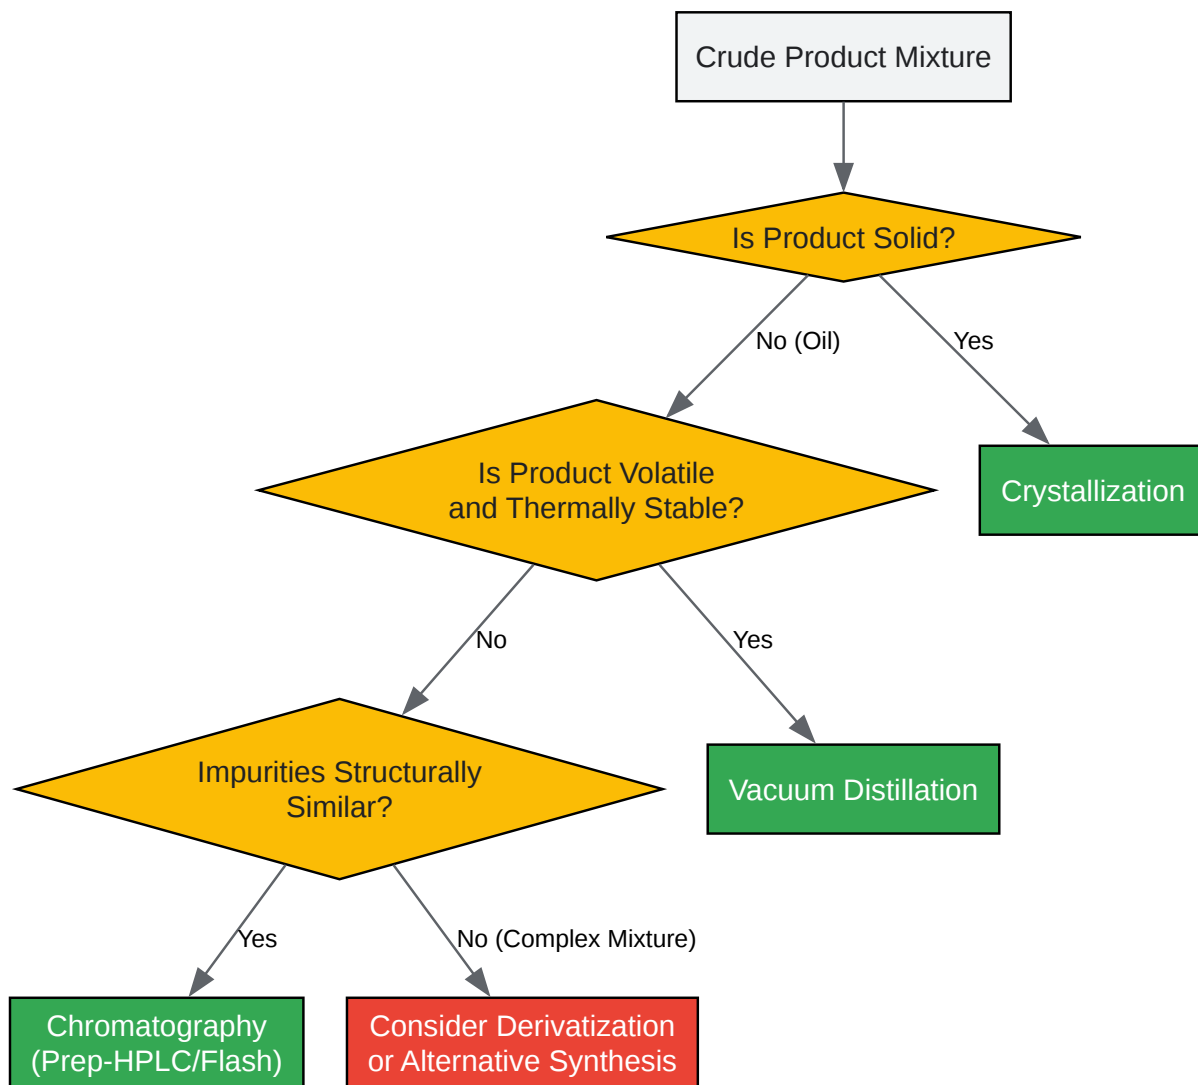 Crude Product Mixture
Is Product Solid?
No (Oil)
Yes
Is Product Volatile
and Thermally Stable?
Crystallization
No
Yes
Impurities Structurally
Similar?
Vacuum Distillation
Yes
No (Complex Mixture)
Chromatography
(Prep-HPLC/Flash)
Consider Derivatization
or Alternative Synthesis